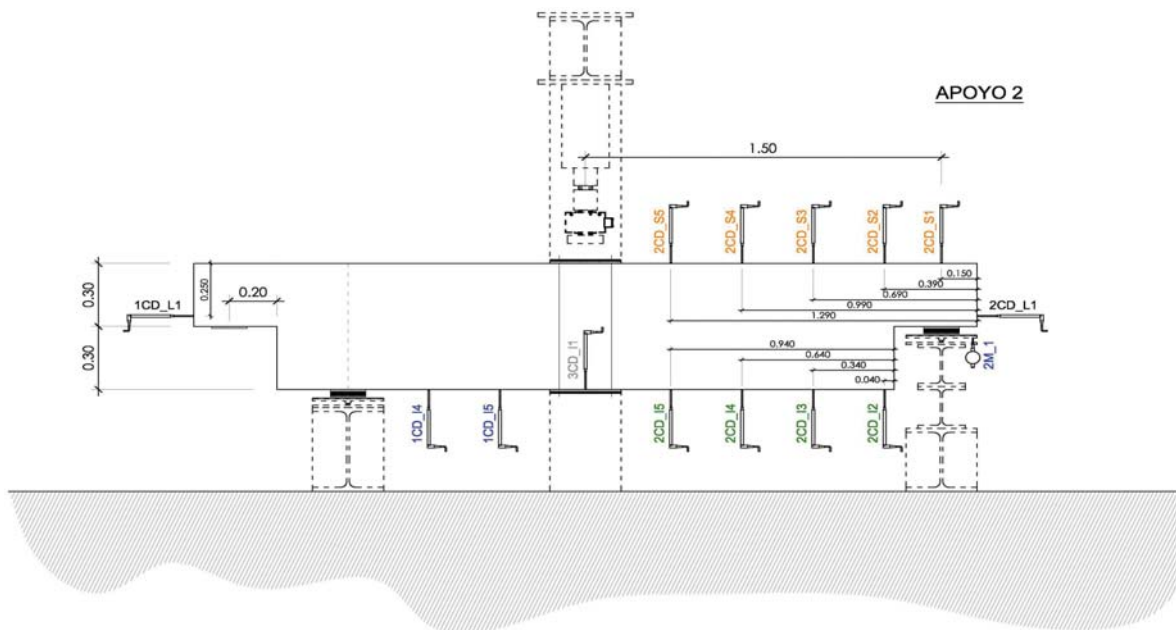 APOYO 2
1.50
2CD_S5
2CD_S4
2CD_S3
2CD_S2
2CD_S1
0.150
0.390
0.690
0.990
1.290
0.30
0.250
0.20
1CD_L1
2CD_L1
0.30
3CD_I1
0.940
0.640
0.340
0.040
2M_1
1CD_I4
1CD_I5
2CD_I5
2CD_I4
2CD_I3
2CD_I2